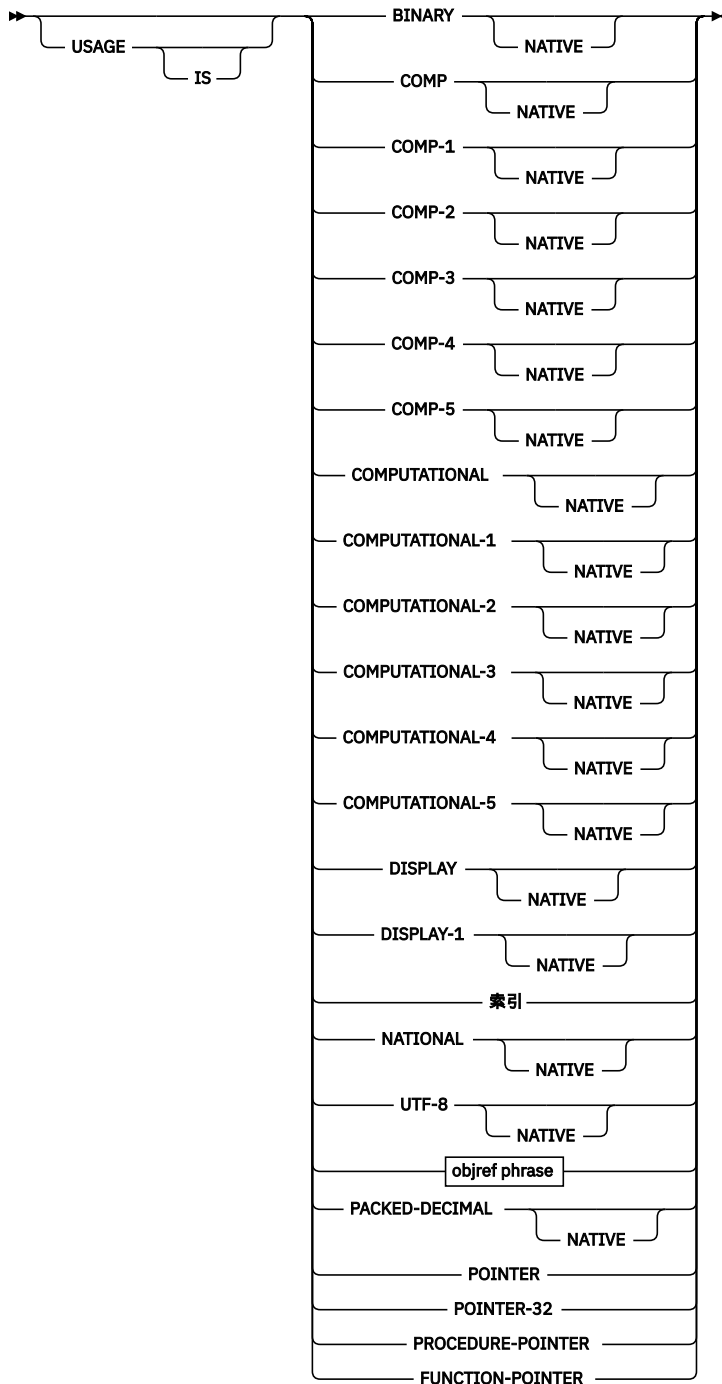 BINARY
USAGE
NATIVE
IS
COMP
NATIVE
COMP-1
NATIVE
COMP-2
NATIVE
COMP-3
NATIVE
COMP-4
NATIVE
COMP-5
NATIVE
COMPUTATIONAL
NATIVE
COMPUTATIONAL-1
NATIVE
COMPUTATIONAL-2
NATIVE
COMPUTATIONAL-3
NATIVE
COMPUTATIONAL-4
NATIVE
COMPUTATIONAL-5
NATIVE
DISPLAY
NATIVE
DISPLAY-1
NATIVE
索引
NATIONAL
NATIVE
UTF-8
NATIVE
objref phrase
PACKED-DECIMAL
NATIVE
POINTER
POINTER-32
PROCEDURE-POINTER
FUNCTION-POINTER